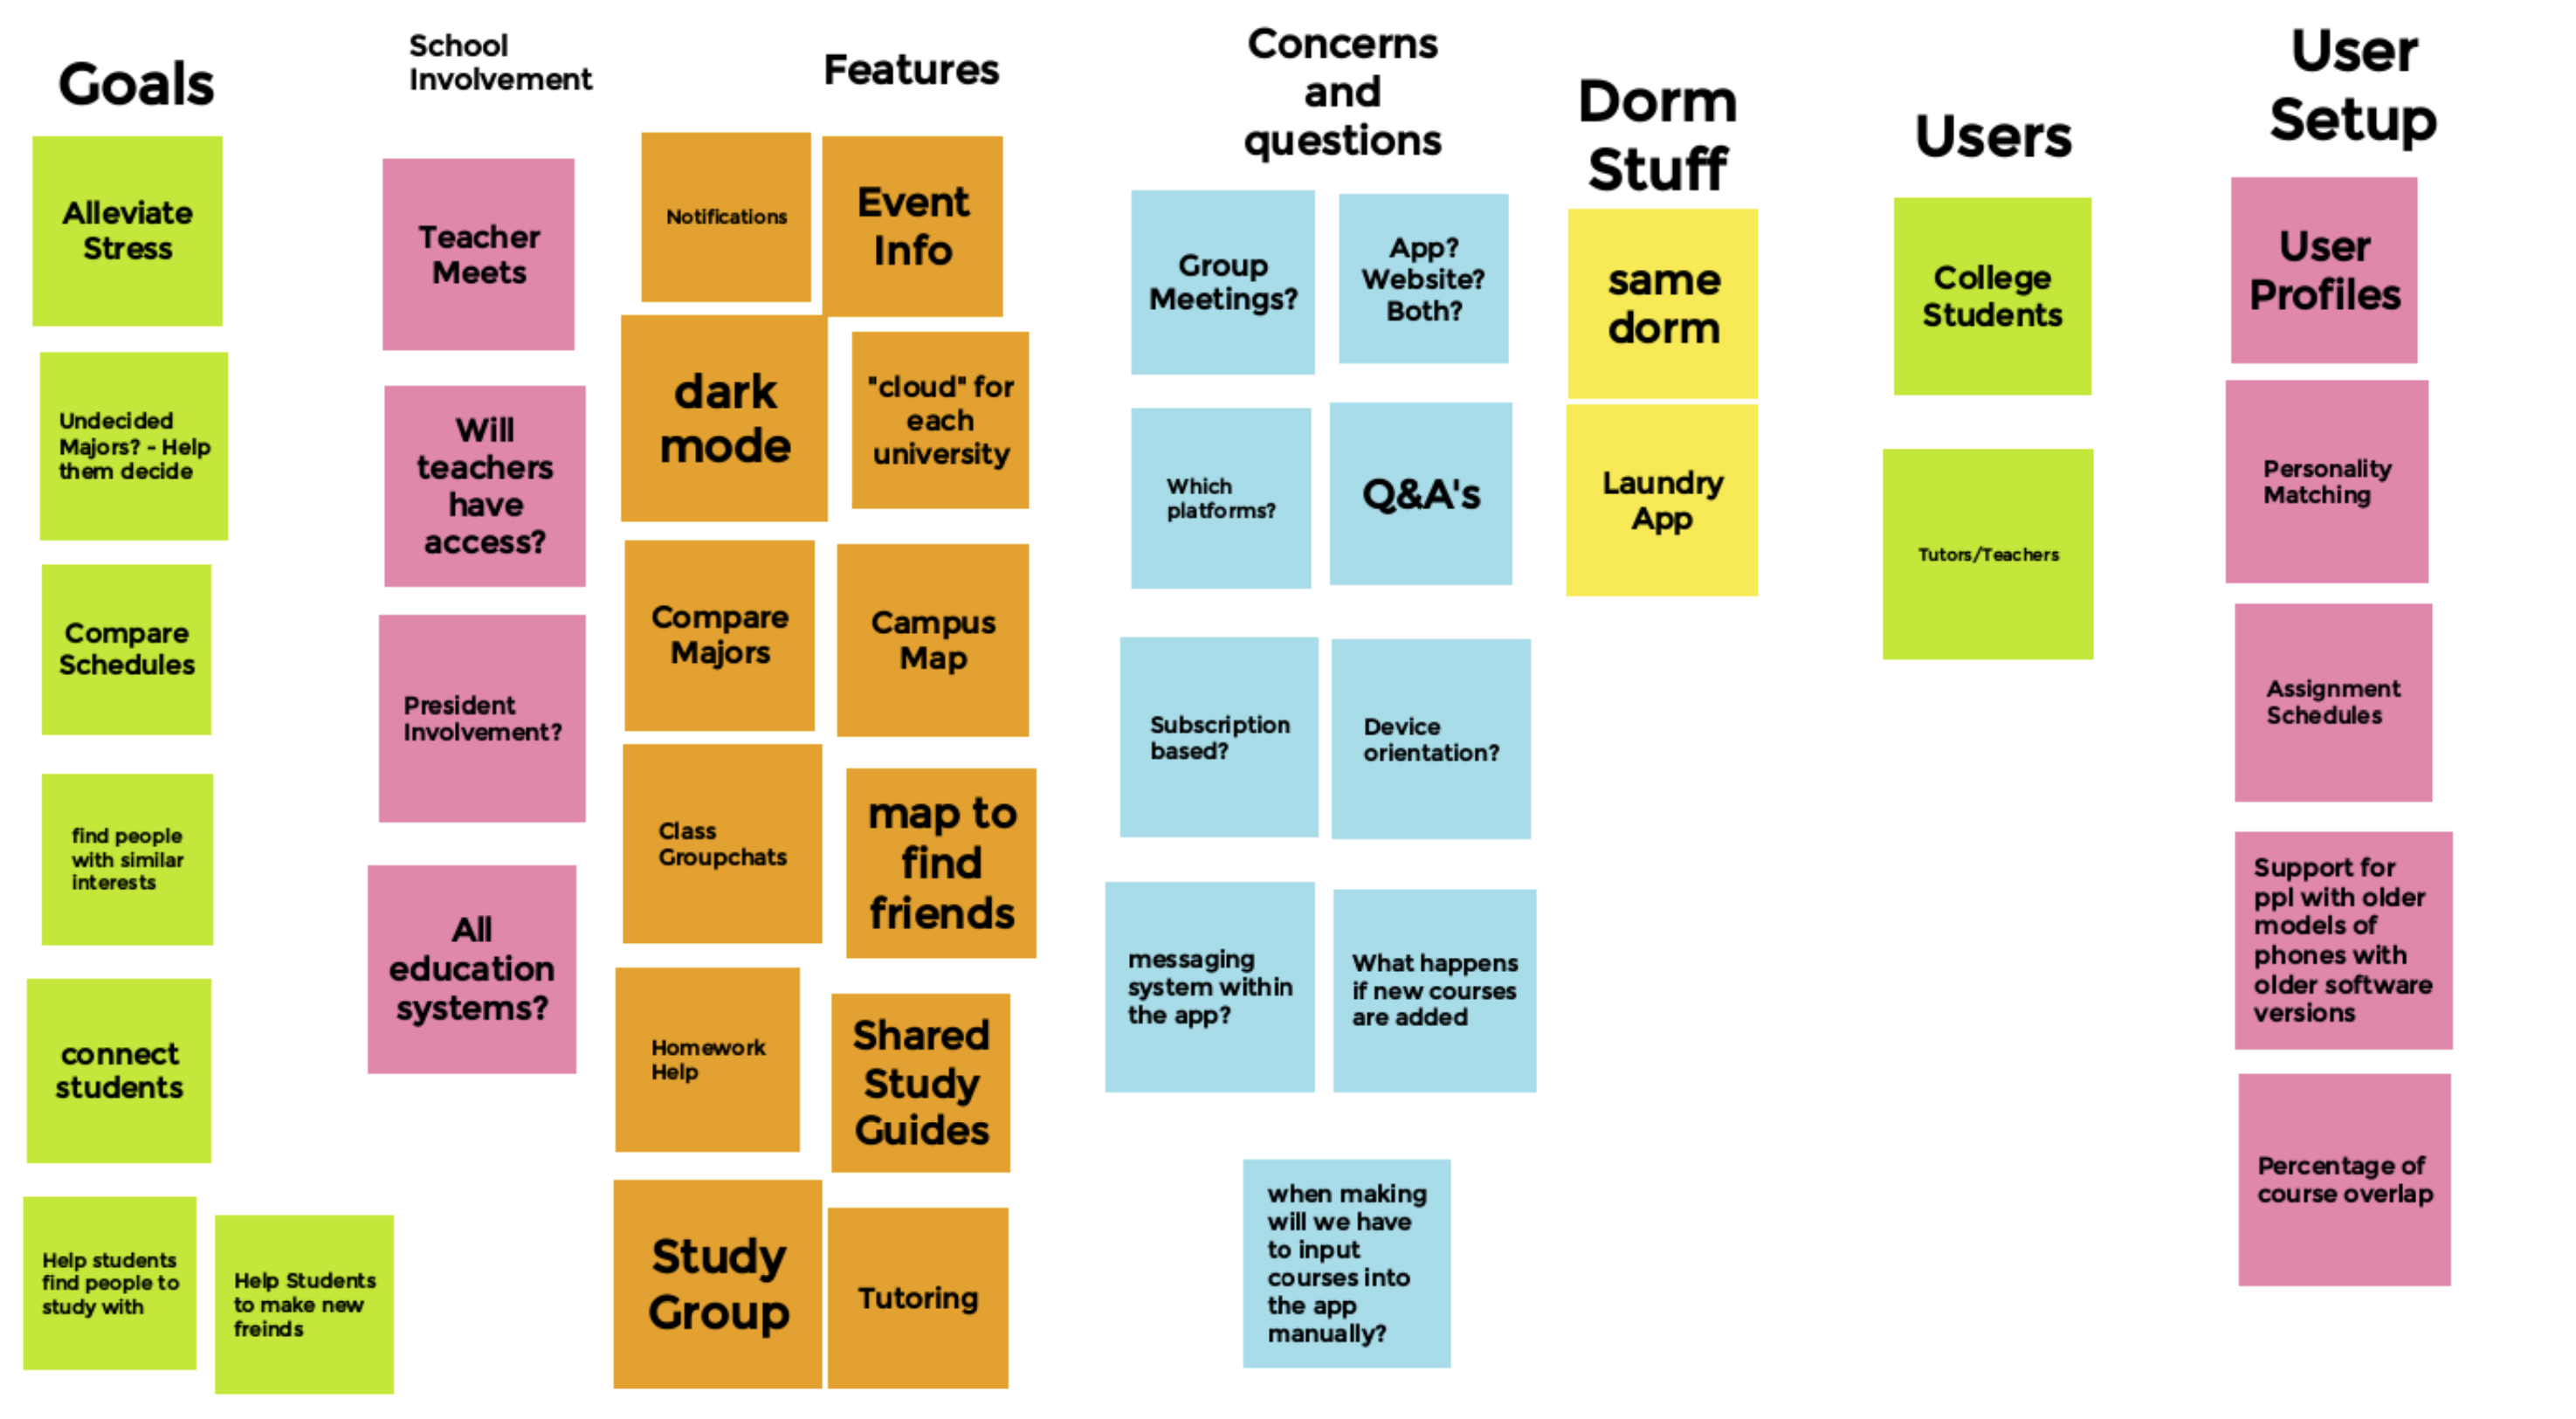 Goals
Alleviate
Stress
Undecided
Majors? - Help
them decide
Compare
Schedules
find people
with similar
interests
connect
students
Help students
find people to
study with
Help Students
to make new
freinds
School
Involvement
Teacher
Meets
Will
teachers
have
access?
President
Involvement?
All
education
systems?
Features
Notifications
Event
Info
dark
mode
"cloud" for
each
university
Compare
Majors
Campus
Map
Class
Groupchats
map to
find
friends
Homework
Help
Shared
Study
Guides
Study
Group
Tutoring
Concerns
and
questions
Group
Meetings?
App?
Website?
Both?
Which
platforms?
Q&A's
Subscription
based?
Device
orientation?
messaging
system within
the app?
What happens
if new courses
are added
when making
will we have
to input
courses into
the app
manually?
Dorm
Stuff
same
dorm
Laundry
App
Users
College
Students
Tutors/Teachers
User
Setup
User
Profiles
Personality
Matching
Assignment
Schedules
Support for
ppl with older
models of
phones with
older software
versions
Percentage of
course overlap